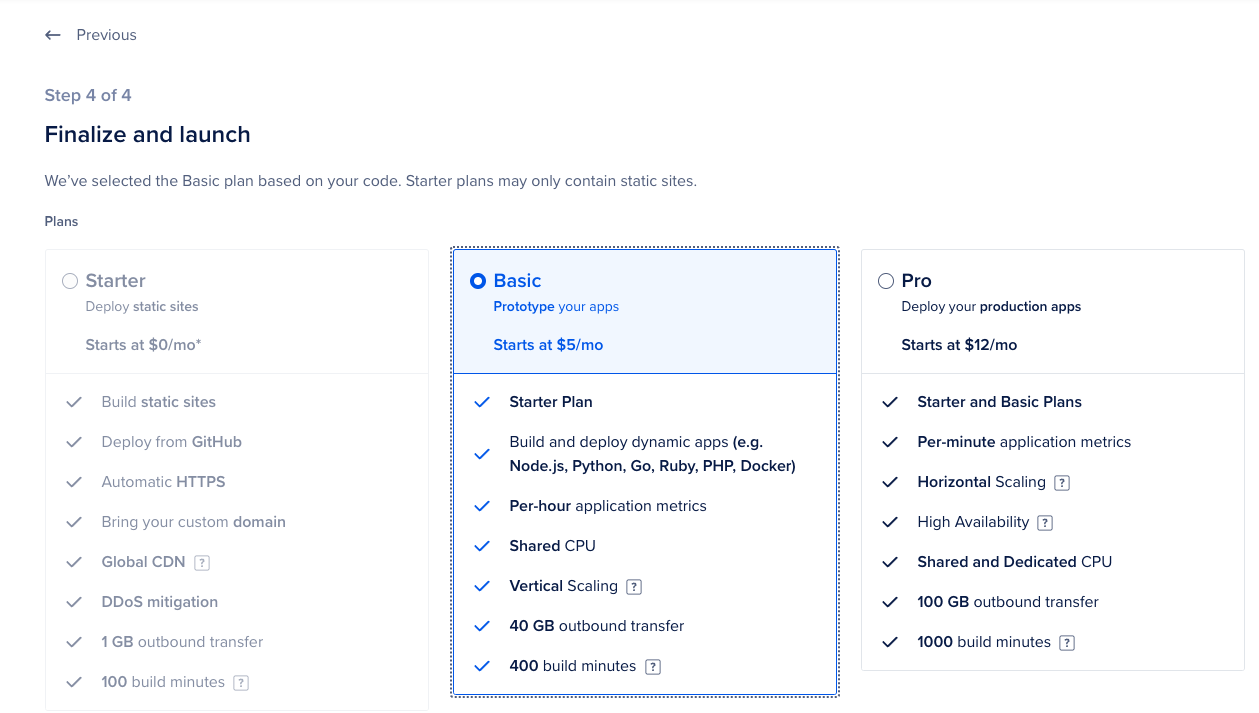 Previous
Step 4 of 4
Finalize and launch
We’ve selected the Basic plan based on your code. Starter plans may only contain static sites.
Plans
Starter
Deploy static sites
Starts at $0/mo*
Build static sites
Deploy from GitHub
Automatic HTTPS
Bring your custom domain
Global CDN ?
DDoS mitigation
1 GB outbound transfer
100 build minutes ?
Basic
Prototype your apps
Starts at $5/mo
Starter Plan
Build and deploy dynamic apps (e.g.
Node.js, Python, Go, Ruby, PHP, Docker)
Per-hour application metrics
Shared CPU
Vertical Scaling ?
40 GB outbound transfer
400 build minutes ?
Pro
Deploy your production apps
Starts at $12/mo
Starter and Basic Plans
Per-minute application metrics
Horizontal Scaling ?
High Availability ?
Shared and Dedicated CPU
100 GB outbound transfer
1000 build minutes ?